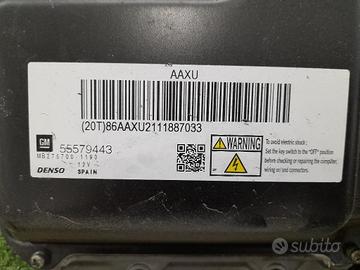 AAXU
(20T)86AAXU2111887033
GM
55579443
MB275700-1190
12V
DENSO SPAIN
WARNING
To avoid electric shock ;
Set the key switch to the "OFF" position
before checking or repairing the computer,
wiring and/or connectors.
subito